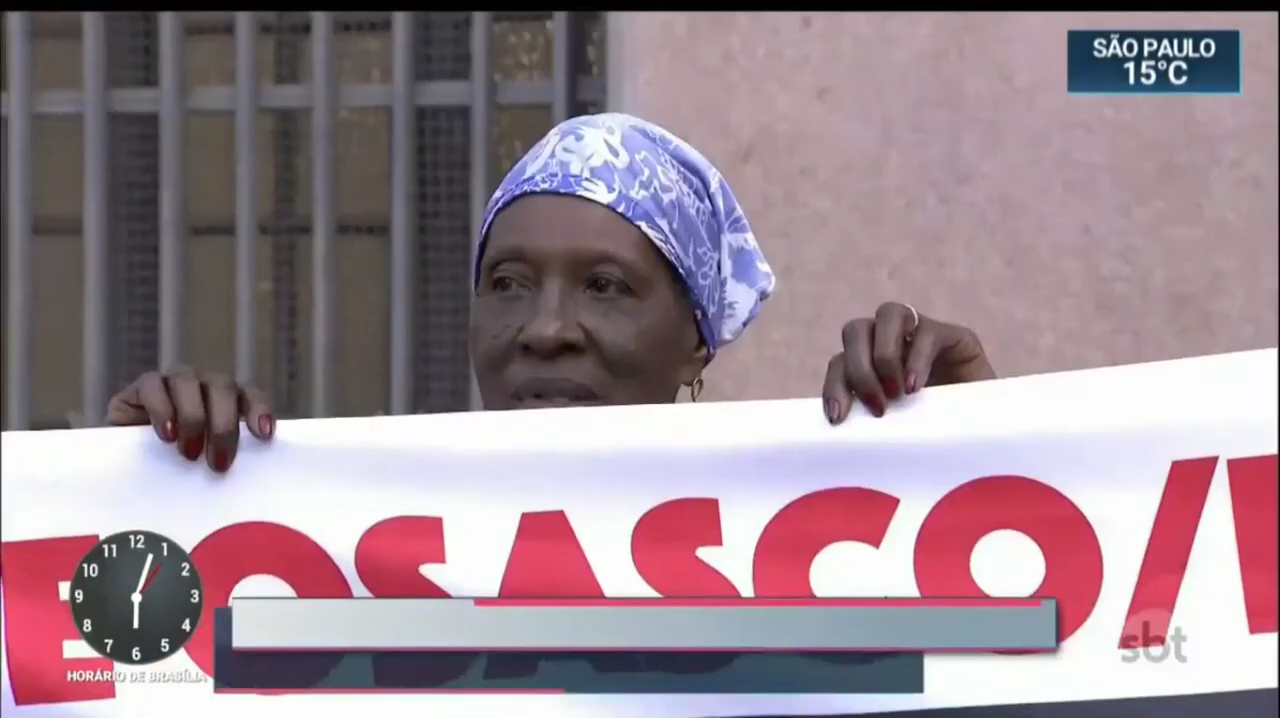 SÃO PAULO
15°C
E OSASCO/
12
11 1
10 2
9 3
8 4
7 5
6
HORÁRIO DE BRASÍLIA
sbt